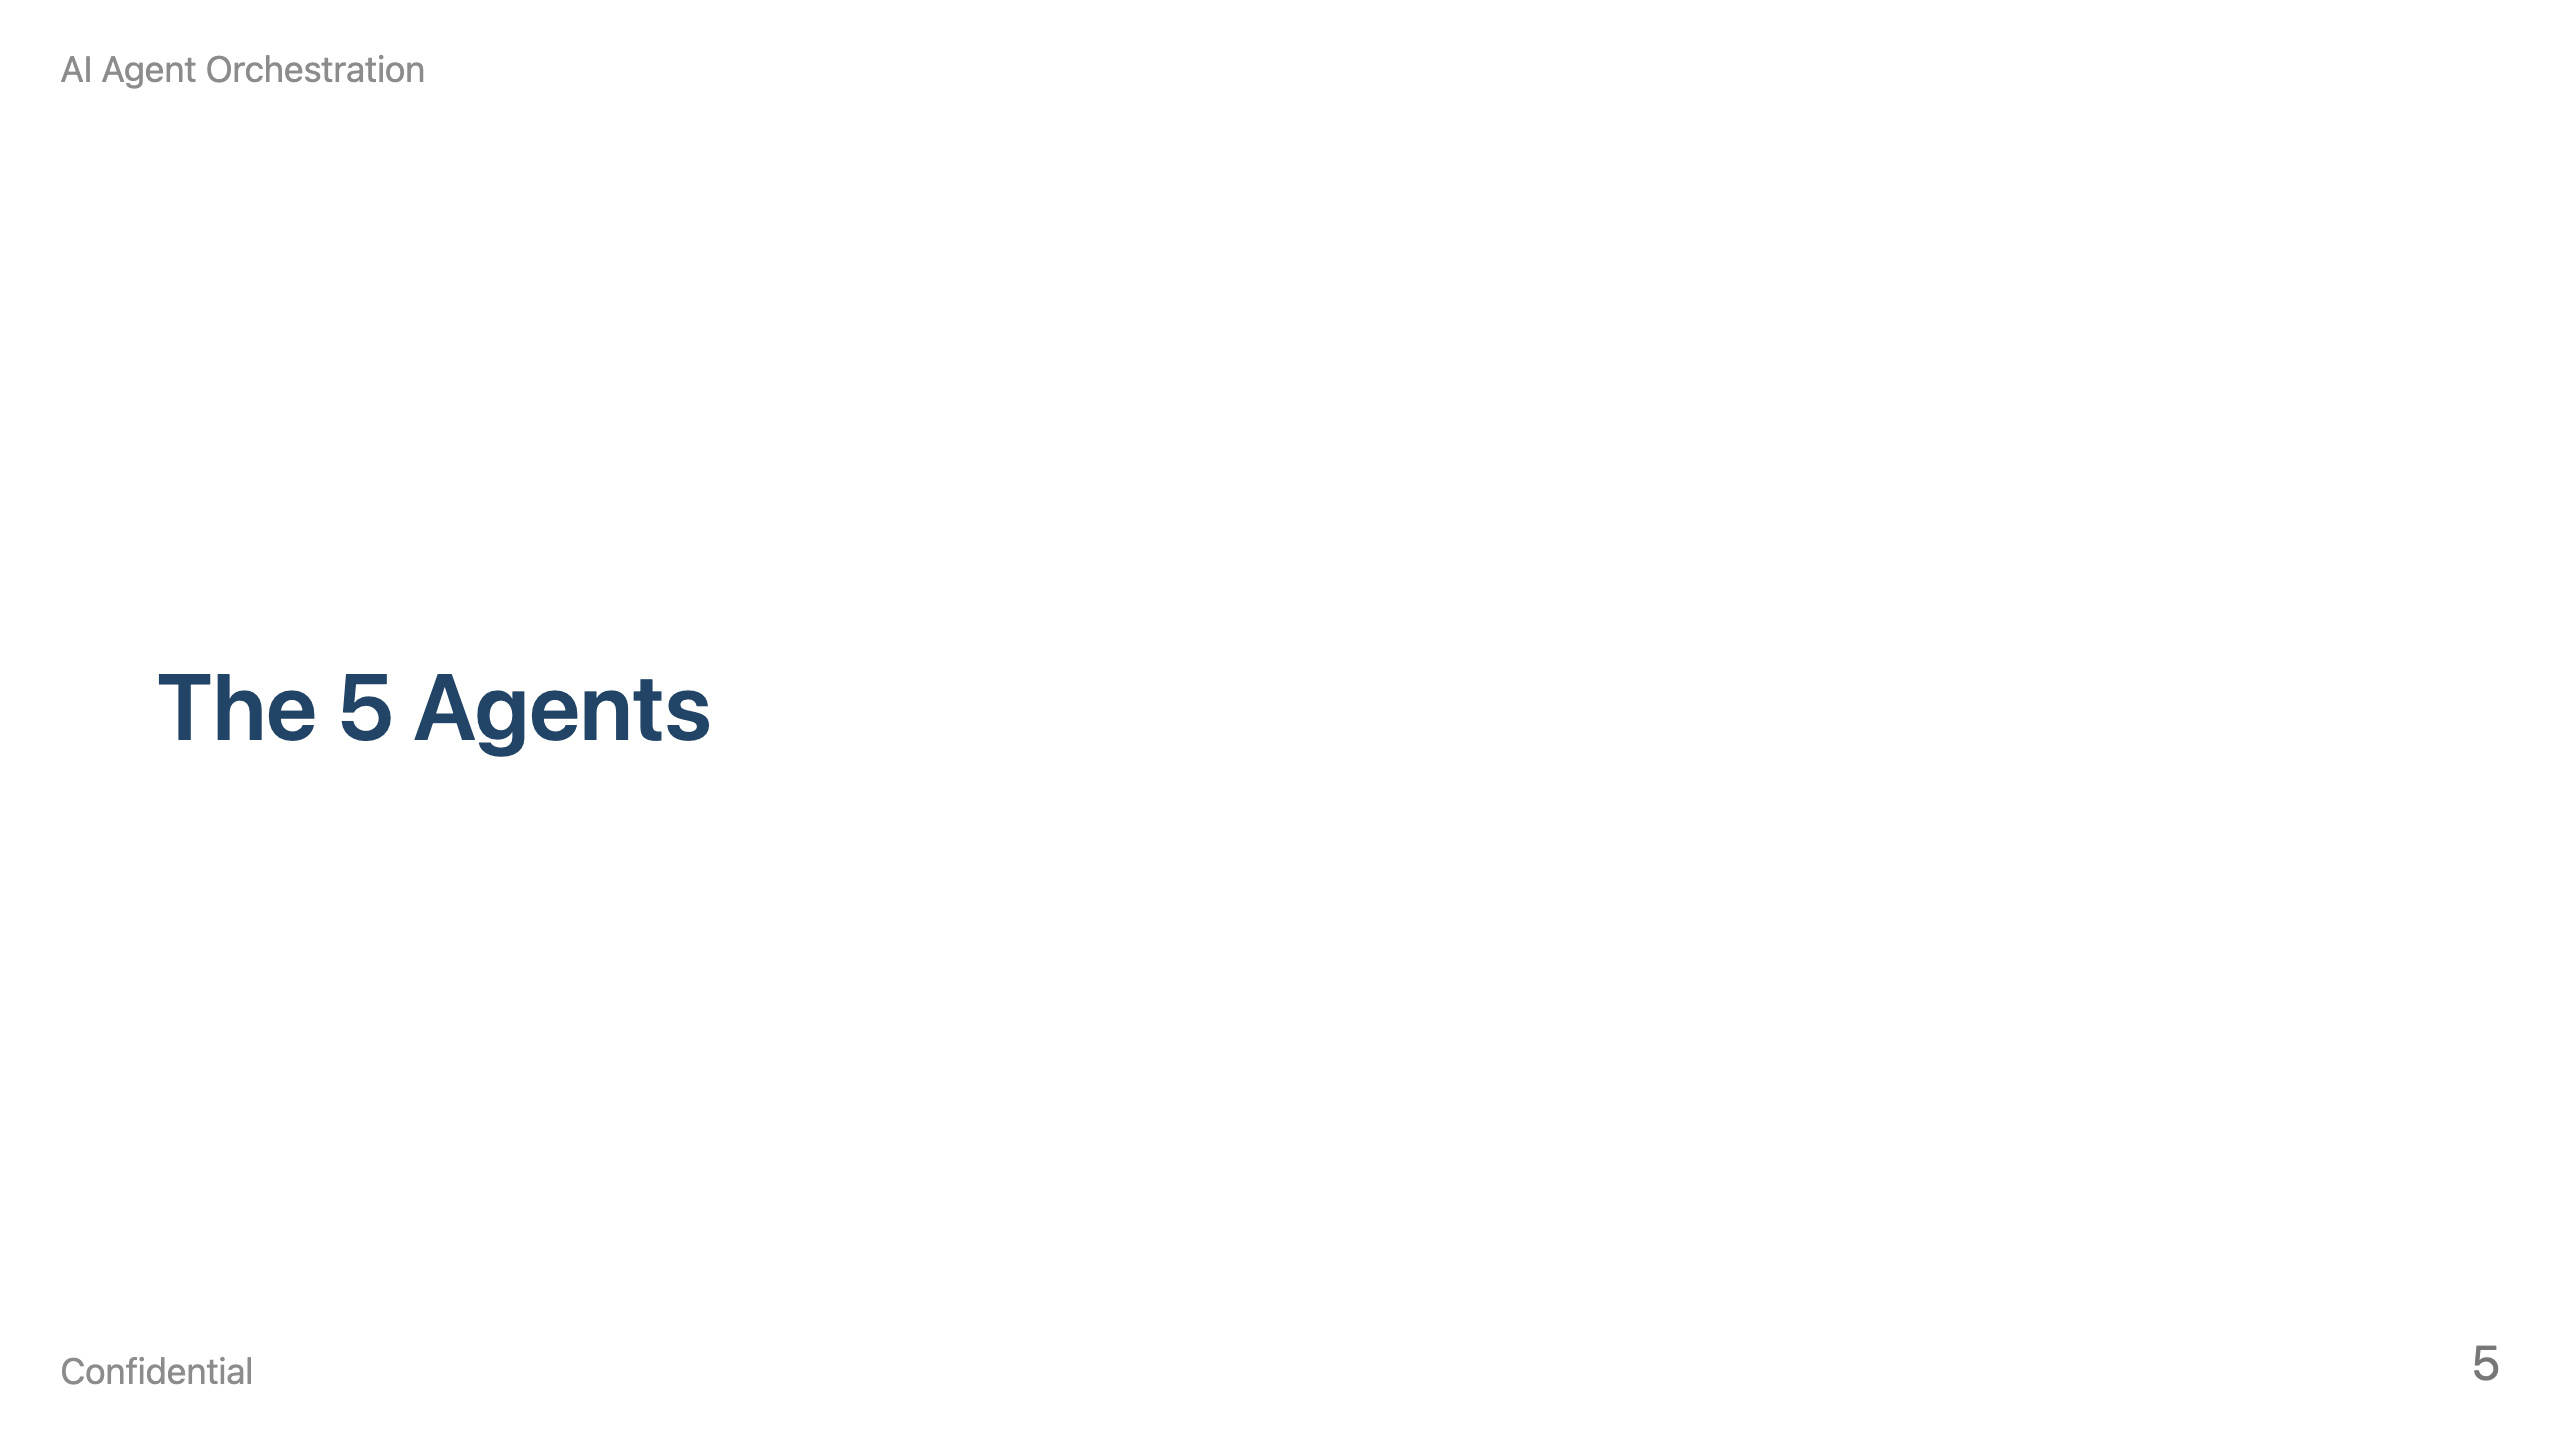 AI Agent Orchestration
The 5 Agents
Confidential
5